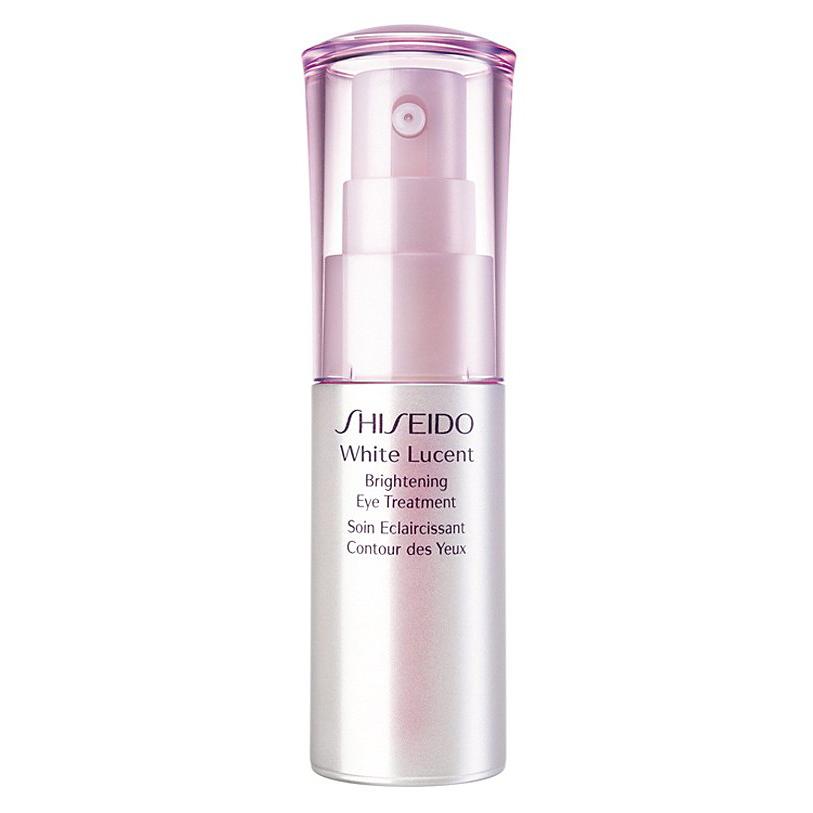 SHISEIDO
White Lucent
Brightening
Eye Treatment
Soin Eclaircissant
Contour des Yeux